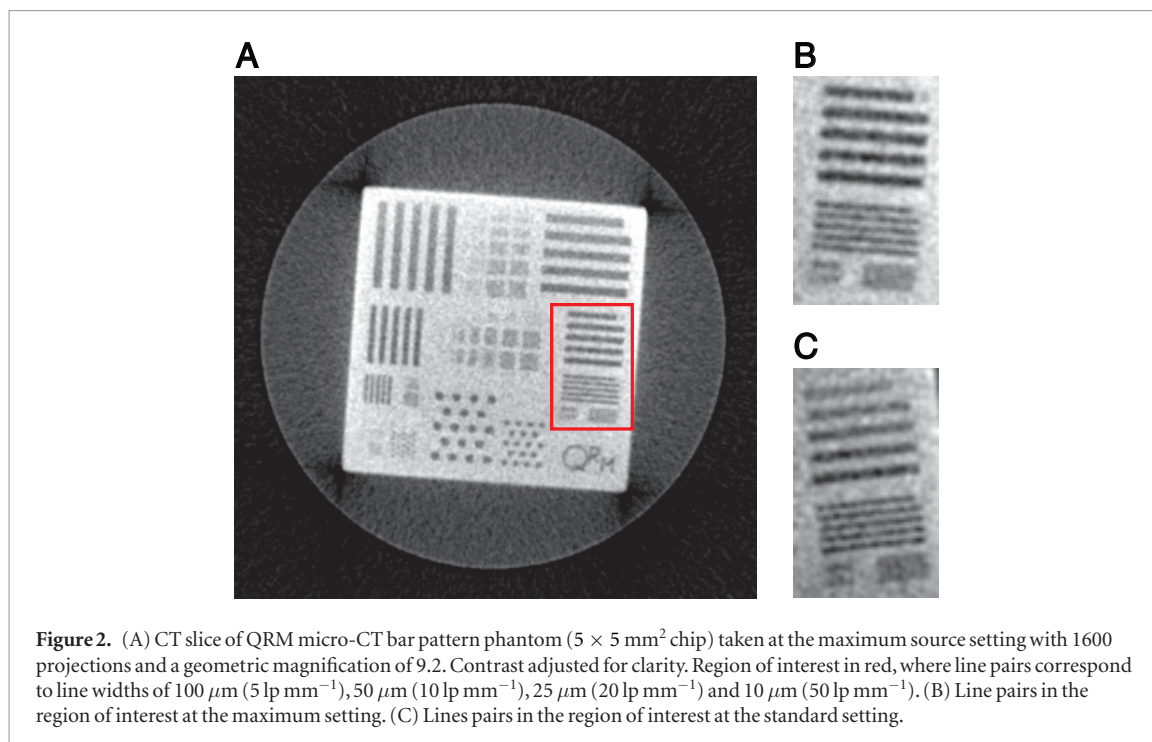 A
B
C
QRM
Figure 2. (A) CT slice of QRM micro-CT bar pattern phantom (5 × 5 mm² chip) taken at the maximum source setting with 1600
projections and a geometric magnification of 9.2. Contrast adjusted for clarity. Region of interest in red, where line pairs correspond
to line widths of 100 μm (5 lp mm⁻¹), 50 μm (10 lp mm⁻¹), 25 μm (20 lp mm⁻¹) and 10 μm (50 lp mm⁻¹). (B) Line pairs in the
region of interest at the maximum setting. (C) Lines pairs in the region of interest at the standard setting.